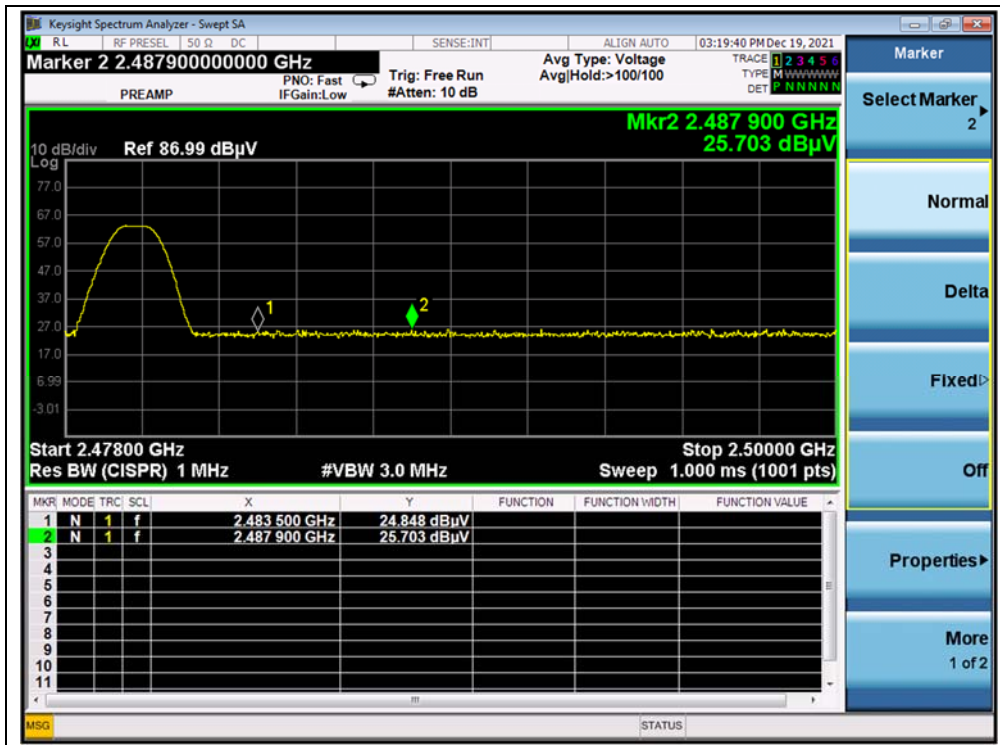 Keysight Spectrum Analyzer - Swept SA
LXI RL RF PRESEL 50 Ω DC SENSE:INT ALIGN AUTO 03:19:40 PM Dec 19, 2021
Marker 2 2.487900000000 GHz
PREAMP
PNO: Fast
IFGain:Low
Trig: Free Run
#Atten: 10 dB
Avg Type: Voltage
Avg|Hold:>100/100
TRACE 1 2 3 4 5 6
TYPE M WWWWW
DET P N N N N N
Mkr2 2.487 900 GHz
25.703 dBµV
10 dB/div Ref 86.99 dBµV
Log
77.0
67.0
57.0
47.0
37.0
27.0
17.0
6.99
-3.01
1
2
Start 2.47800 GHz Stop 2.50000 GHz
Res BW (CISPR) 1 MHz #VBW 3.0 MHz Sweep 1.000 ms (1001 pts)
MKR MODE TRC SCL X Y FUNCTION FUNCTION WIDTH FUNCTION VALUE
1 N 1 f 2.483 500 GHz 24.848 dBµV
2 N 1 f 2.487 900 GHz 25.703 dBµV
3
4
5
6
7
8
9
10
11
MSG STATUS
Marker
Select Marker
2
Normal
Delta
Fixed
Off
Properties
More
1 of 2